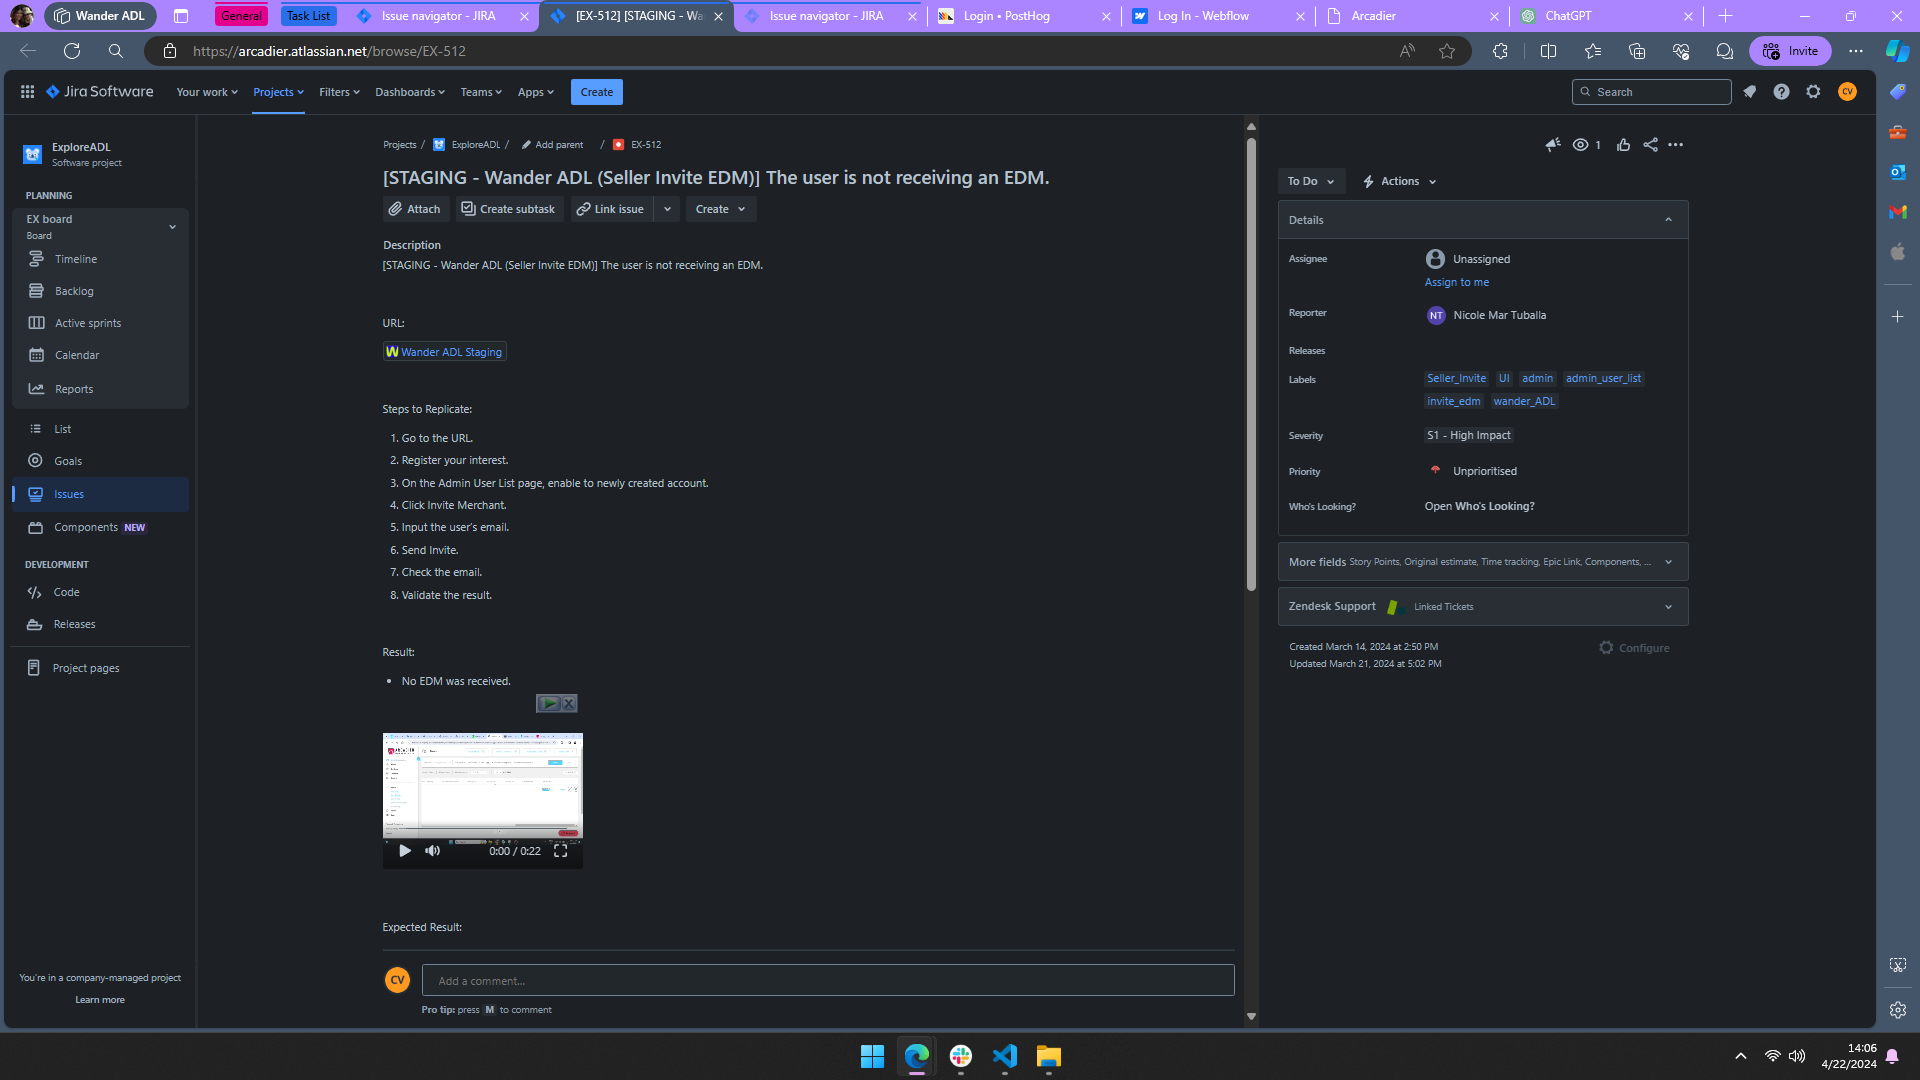 Wander ADL
General
Task List
Issue navigator - JIRA
[EX-512] [STAGING - Wa
Issue navigator - JIRA
Login • PostHog
Log In - Webflow
Arcadier
ChatGPT
https://arcadier.atlassian.net/browse/EX-512
Invite
Jira Software
Your work
Projects
Filters
Dashboards
Teams
Apps
Create
Search
CV
ExploreADL
Software project
PLANNING
EX board
Board
Timeline
Backlog
Active sprints
Calendar
Reports
List
Goals
Issues
Components NEW
DEVELOPMENT
Code
Releases
Project pages
You're in a company-managed project
Learn more
Projects / ExploreADL / Add parent / EX-512
[STAGING - Wander ADL (Seller Invite EDM)] The user is not receiving an EDM.
Attach
Create subtask
Link issue
Create
Description
[STAGING - Wander ADL (Seller Invite EDM)] The user is not receiving an EDM.
URL:
Wander ADL Staging
Steps to Replicate:
1. Go to the URL.
2. Register your interest.
3. On the Admin User List page, enable to newly created account.
4. Click Invite Merchant.
5. Input the user's email.
6. Send Invite.
7. Check the email.
8. Validate the result.
Result:
• No EDM was received.
0:00 / 0:22
Expected Result:
CV
Add a comment...
Pro tip: press M to comment
1
To Do
Actions
Details
Assignee
Unassigned
Assign to me
Reporter
NT Nicole Mar Tuballa
Releases
Labels
Seller_Invite UI admin admin_user_list
invite_edm wander_ADL
Severity
S1 - High Impact
Priority
Unprioritised
Who's Looking?
Open Who's Looking?
More fields Story Points, Original estimate, Time tracking, Epic Link, Components, ...
Zendesk Support Linked Tickets
Created March 14, 2024 at 2:50 PM
Configure
Updated March 21, 2024 at 5:02 PM
14:06
4/22/2024